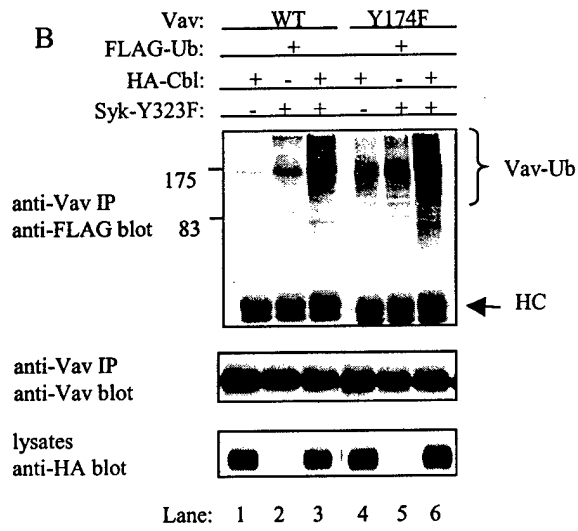 B
Vav: WT Y174F
FLAG-Ub: + +
HA-Cbl: + - + + - +
Syk-Y323F: - + + - + +
175
Vav-Ub
anti-Vav IP
anti-FLAG blot
83
HC
anti-Vav IP
anti-Vav blot
lysates
anti-HA blot
Lane: 1 2 3 4 5 6